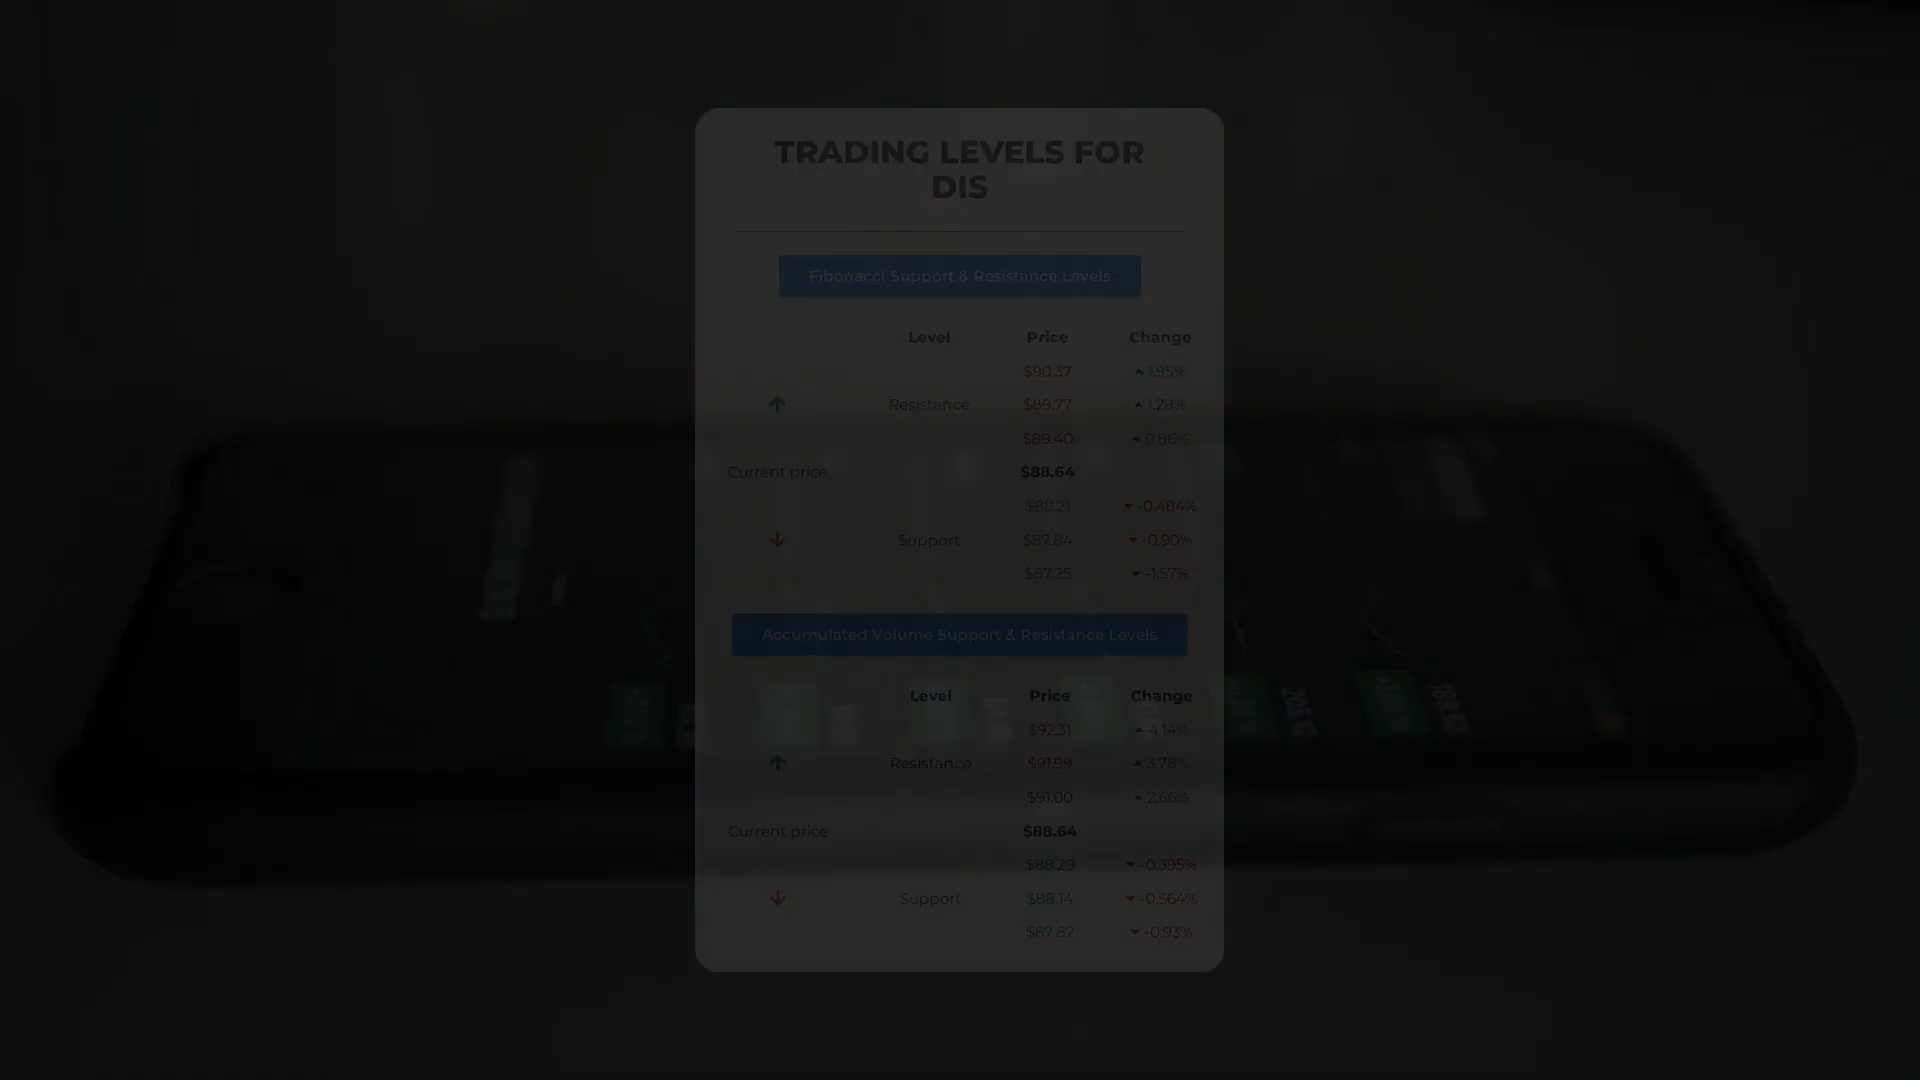 TRADING LEVELS FOR
DIS
Fibonacci Support & Resistance Levels
Level Price Change
$90.37 1.95%
Resistance $89.77 1.28%
$89.40 0.86%
Current price $88.64
$88.21 -0.484%
Support $87.84 -0.90%
$87.25 -1.57%
Accumulated Volume Support & Resistance Levels
Level Price Change
$92.31 4.14%
Resistance $91.99 3.78%
$91.00 2.66%
Current price $88.64
$88.29 -0.395%
Support $88.14 -0.564%
$87.82 -0.93%